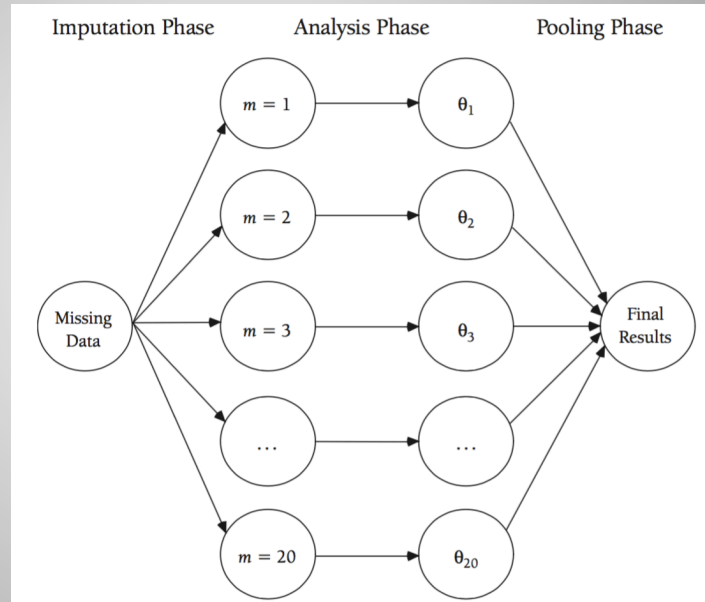 Imputation Phase
Analysis Phase
Pooling Phase
m = 1
θ₁
m = 2
θ₂
Missing
Data
m = 3
θ₃
Final
Results
...
...
m = 20
θ₂₀